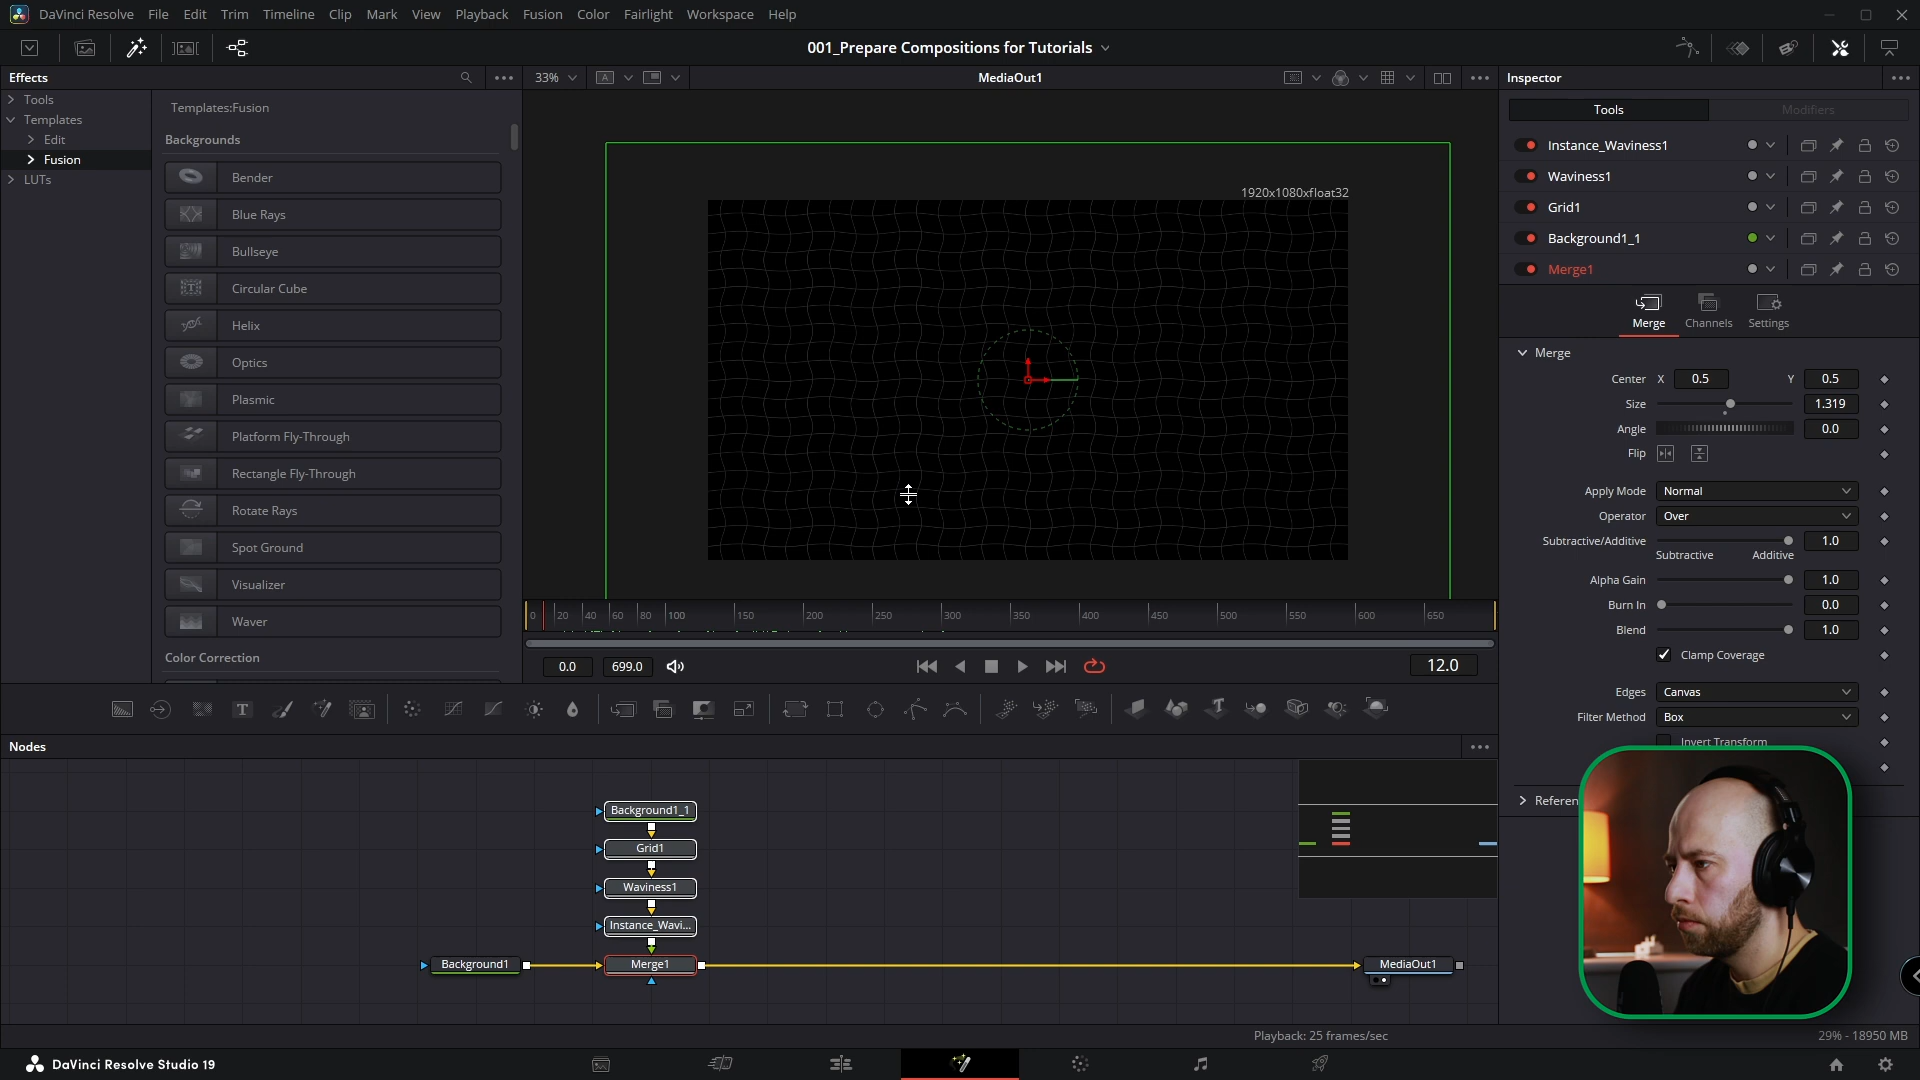 DaVinci Resolve File Edit Trim Timeline Clip Mark View Playback Fusion Color Fairlight Workspace Help
001_Prepare Compositions for Tutorials
Effects
33%
A
MediaOut1
Inspector
Tools
Templates
Edit
Fusion
LUTs
Templates:Fusion
Backgrounds
Bender
Blue Rays
Bullseye
Circular Cube
Helix
Optics
Plasmic
Platform Fly-Through
Rectangle Fly-Through
Rotate Rays
Spot Ground
Visualizer
Waver
Color Correction
1920x1080xfloat32
0 20 40 60 80 100 150 200 250 300 350 400 450 500 550 600 650
0.0 699.0 12.0
Tools Modifiers
Instance_Waviness1
Waviness1
Grid1
Background1_1
Merge1
Merge Channels Settings
Merge
Center X 0.5 Y 0.5
Size 1.319
Angle 0.0
Flip
Apply Mode Normal
Operator Over
Subtractive/Additive 1.0
Subtractive Additive
Alpha Gain 1.0
Burn In 0.0
Blend 1.0
Clamp Coverage
Edges Canvas
Filter Method Box
Invert Transform
Referen
T
Nodes
Background1_1
Grid1
Waviness1
Instance_Wavi...
Background1 Merge1 MediaOut1
Playback: 25 frames/sec 29% - 18950 MB
DaVinci Resolve Studio 19